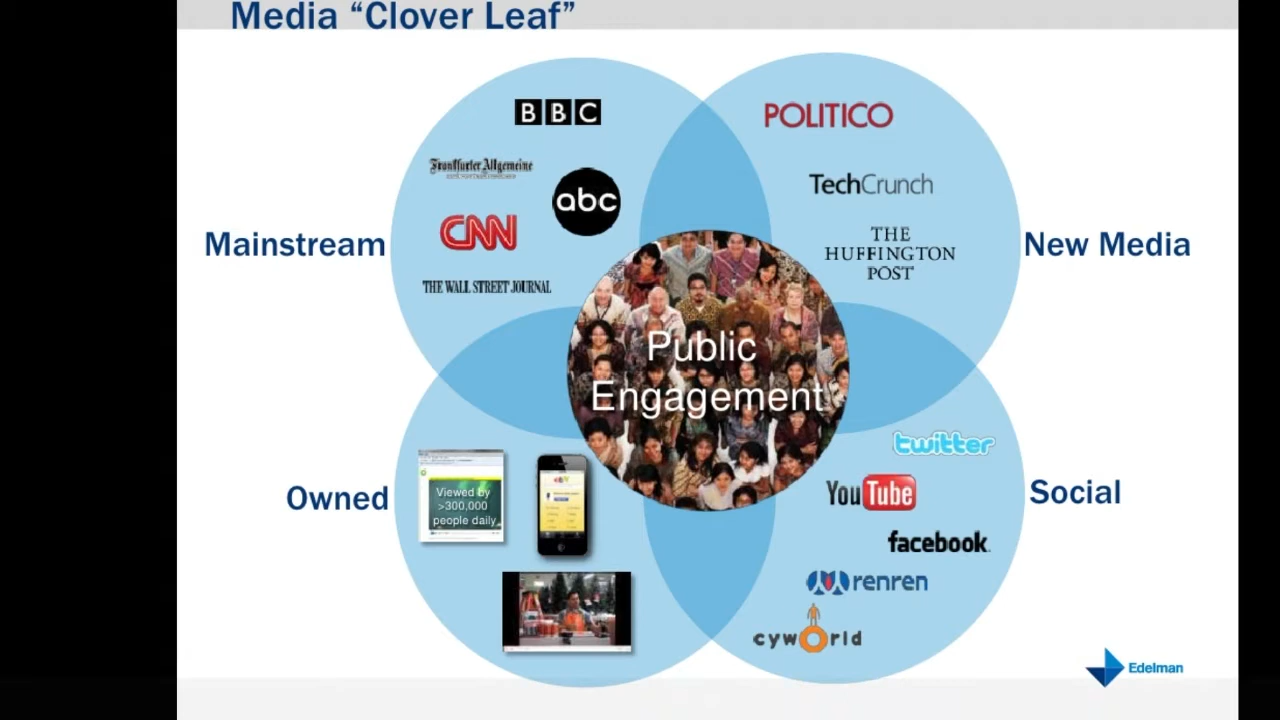 Media “Clover Leaf”
BBC
POLITICO
Frankfurter Allgemeine
TechCrunch
abc
CNN
THE
HUFFINGTON
POST
Mainstream
New Media
THE WALL STREET JOURNAL
Public
Engagement
twitter
Viewed by
>300,000
people daily
YouTube
Owned
Social
facebook
renren
cyworld
Edelman